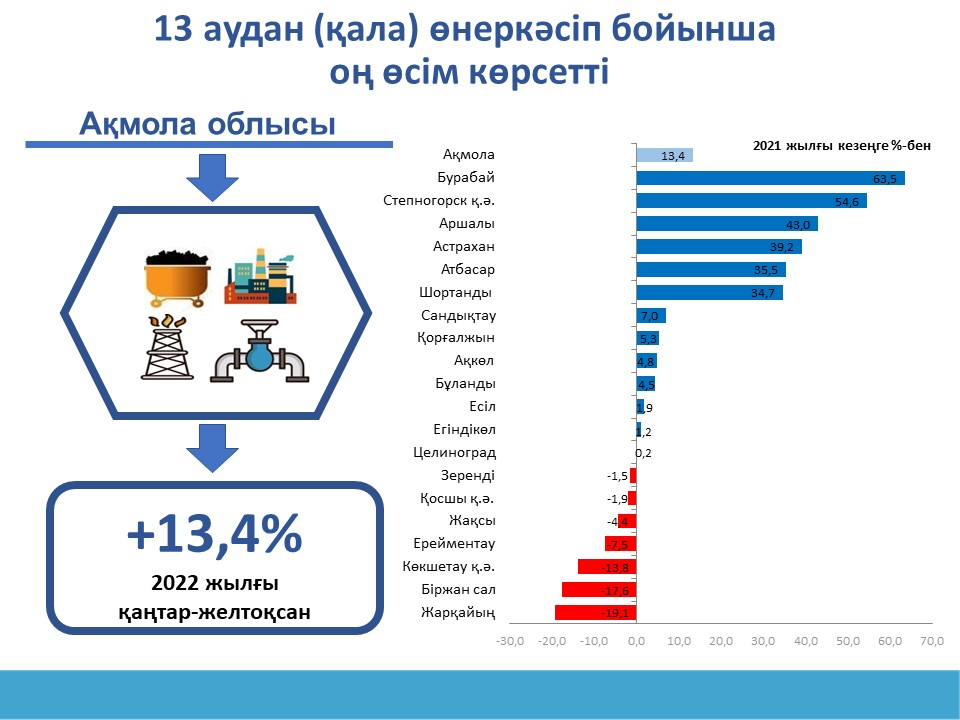 13 аудан (қала) өнеркәсіп бойынша
оң өсім көрсетті
Ақмола облысы
+13,4%
2022 жылғы
қаңтар-желтоқсан
2021 жылғы кезеңге %-бен
Ақмола 13,4
Бурабай 63,5
Степногорск қ.ә. 54,6
Аршалы 43,0
Астрахан 39,2
Атбасар 35,5
Шортанды 34,7
Сандықтау 7,0
Қорғалжын 5,3
Ақкөл 4,8
Бұланды 4,5
Есіл 1,9
Егіндікөл 1,2
Целиноград 0,2
Зеренді -1,5
Қосшы қ.ә. -1,9
Жақсы -4,4
Ерейментау -7,5
Көкшетау қ.ә. -13,8
Біржан сал -17,6
Жарқайың -19,1
-30,0 -20,0 -10,0 0,0 10,0 20,0 30,0 40,0 50,0 60,0 70,0